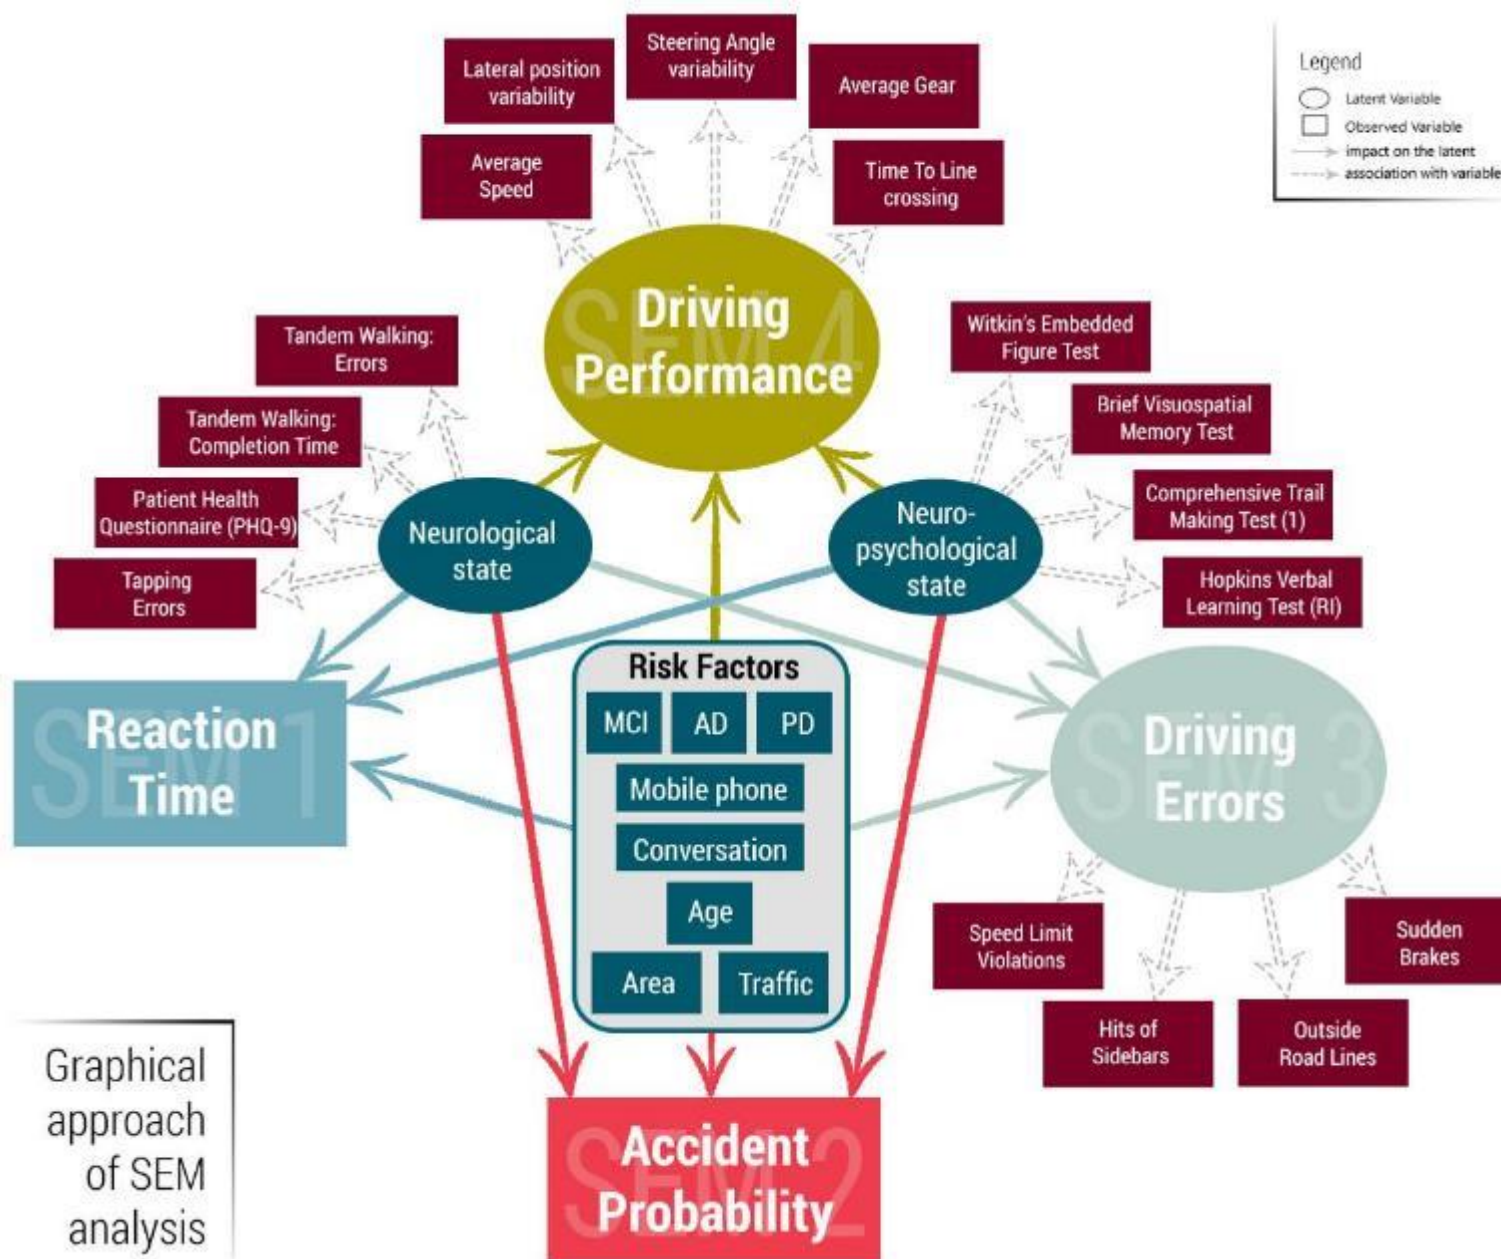 Steering Angle
variability
Lateral position
variability
Average Gear
Average
Speed
Time To Line
crossing
Legend
Latent Variable
Observed Variable
impact on the latent
association with variable
SEM 4
Driving
Performance
Tandem Walking:
Errors
Tandem Walking:
Completion Time
Patient Health
Questionnaire (PHQ-9)
Tapping
Errors
Neurological
state
Witkin's Embedded
Figure Test
Brief Visuospatial
Memory Test
Comprehensive Trail
Making Test (1)
Hopkins Verbal
Learning Test (RI)
Neuro-
psychological
state
SEM 1
Reaction
Time
Risk Factors
MCI
AD
PD
Mobile phone
Conversation
Age
Area
Traffic
SEM 3
Driving
Errors
Speed Limit
Violations
Sudden
Brakes
Hits of
Sidebars
Outside
Road Lines
SEM 2
Accident
Probability
Graphical
approach
of SEM
analysis